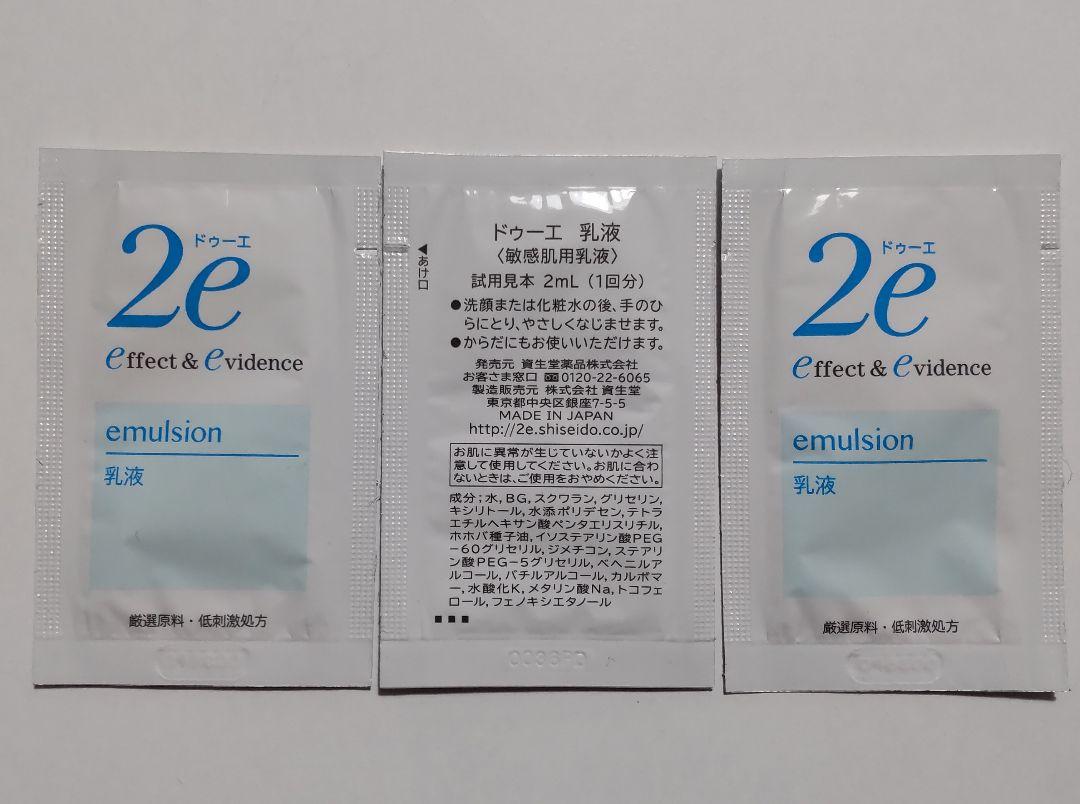 2e
ドゥーエ
effect & evidence
emulsion
乳液
厳選原料・低刺激処方
◀あけ口
ドゥーエ 乳液
〈敏感肌用乳液〉
試用見本 2mL（1回分）
●洗顔または化粧水の後、手のひ
らにとり、やさしくなじませます。
●からだにもお使いいただけます。
発売元 資生堂薬品株式会社
お客さま窓口 0120-22-6065
製造販売元 株式会社 資生堂
東京都中央区銀座7-5-5
MADE IN JAPAN
http://2e.shiseido.co.jp/
お肌に異常が生じていないかよく注
意して使用してください。お肌に合わ
ないときは、ご使用をおやめください。
成分；水，BG，スクワラン，グリセリン，
キシリトール，水添ポリデセン，テトラ
エチルヘキサン酸ペンタエリスリチル，
ホホバ種子油，イソステアリン酸PEG
－60グリセリル，ジメチコン，ステアリ
ン酸PEG－5グリセリル，ベヘニルア
ルコール，バチルアルコール，カルボマ
ー，水酸化K，メタリン酸Na，トコフェ
ロール，フェノキシエタノール
2e
ドゥーエ
effect & evidence
emulsion
乳液
厳選原料・低刺激処方